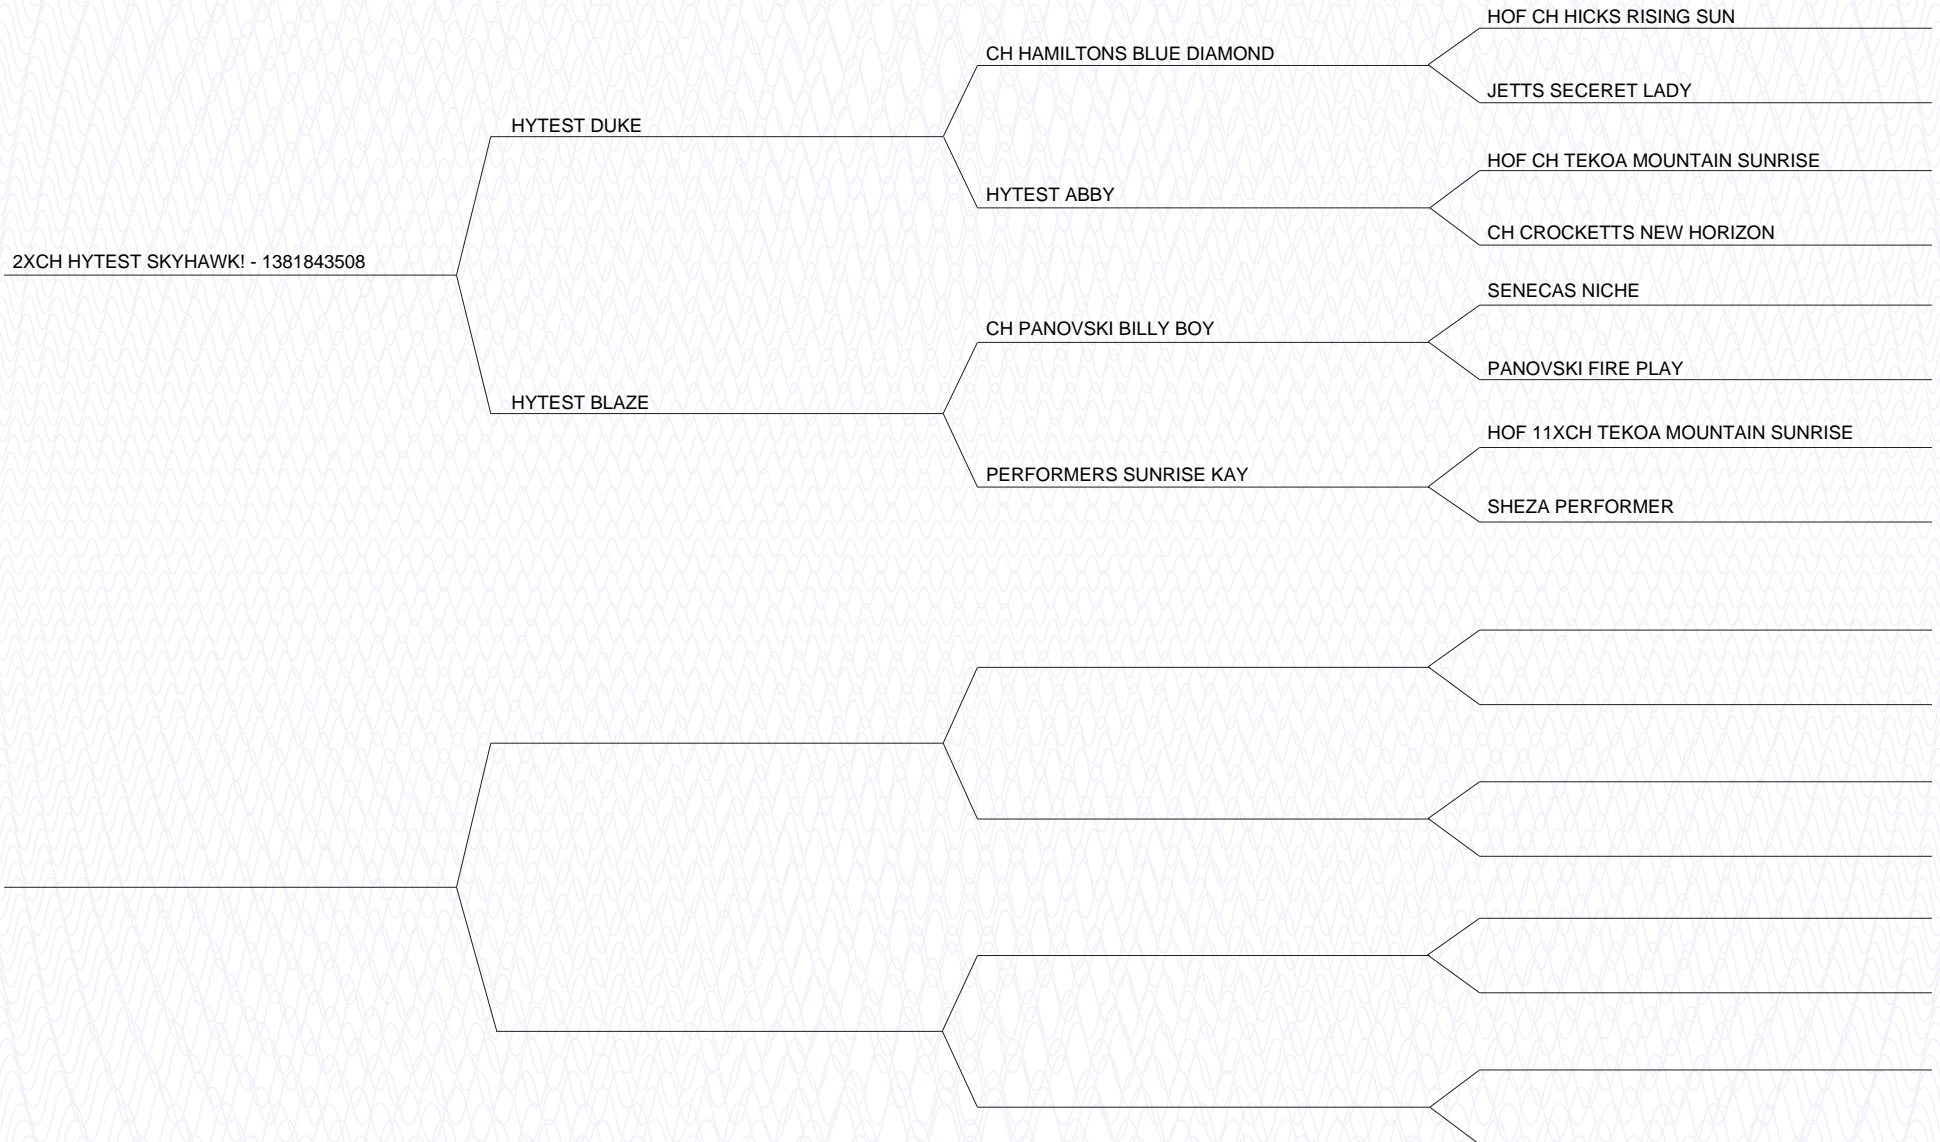 HOF CH HICKS RISING SUN
CH HAMILTONS BLUE DIAMOND
JETTS SECERET LADY
HYTEST DUKE
HOF CH TEKOA MOUNTAIN SUNRISE
HYTEST ABBY
CH CROCKETTS NEW HORIZON
2XCH HYTEST SKYHAWK! - 1381843508
SENECAS NICHE
CH PANOVSKI BILLY BOY
PANOVSKI FIRE PLAY
HYTEST BLAZE
HOF 11XCH TEKOA MOUNTAIN SUNRISE
PERFORMERS SUNRISE KAY
SHEZA PERFORMER